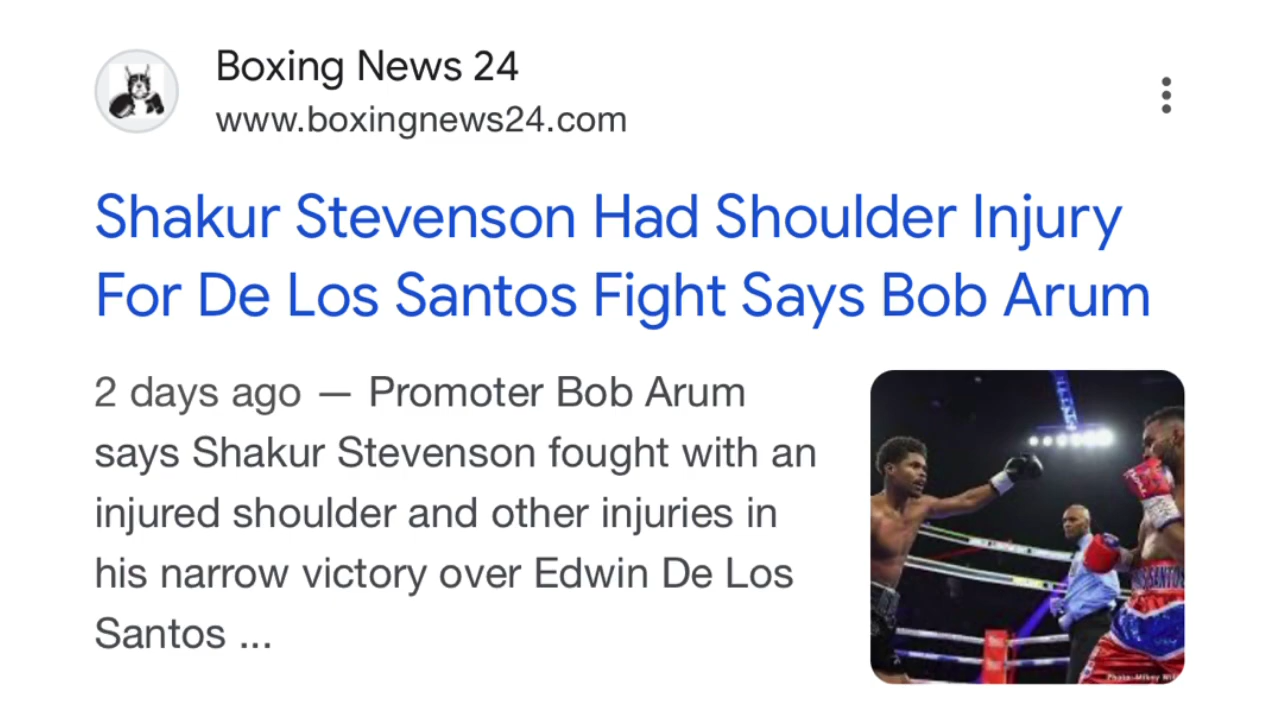 Boxing News 24
www.boxingnews24.com
Shakur Stevenson Had Shoulder Injury
For De Los Santos Fight Says Bob Arum
2 days ago — Promoter Bob Arum
says Shakur Stevenson fought with an
injured shoulder and other injuries in
his narrow victory over Edwin De Los
Santos ...
Photo: Mikey